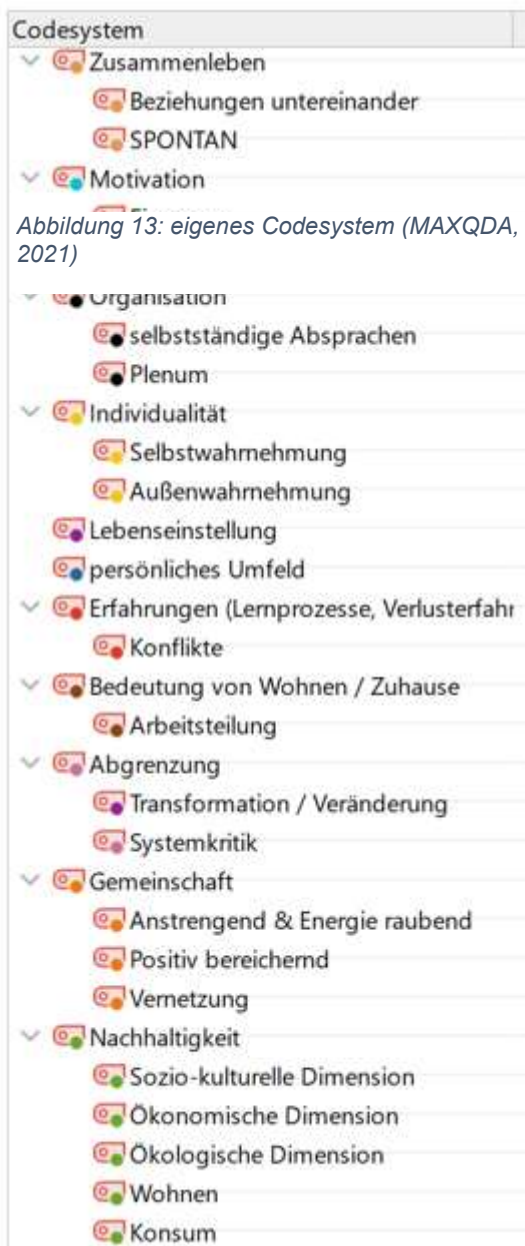 Codesystem
Zusammenleben
Beziehungen untereinander
SPONTAN
Motivation
Abbildung 13: eigenes Codesystem (MAXQDA,
2021)
Organisation
selbstständige Absprachen
Plenum
Individualität
Selbstwahrnehmung
Außenwahrnehmung
Lebenseinstellung
persönliches Umfeld
Erfahrungen (Lernprozesse, Verlusterfahr
Konflikte
Bedeutung von Wohnen / Zuhause
Arbeitsteilung
Abgrenzung
Transformation / Veränderung
Systemkritik
Gemeinschaft
Anstrengend & Energie raubend
Positiv bereichernd
Vernetzung
Nachhaltigkeit
Sozio-kulturelle Dimension
Ökonomische Dimension
Ökologische Dimension
Wohnen
Konsum